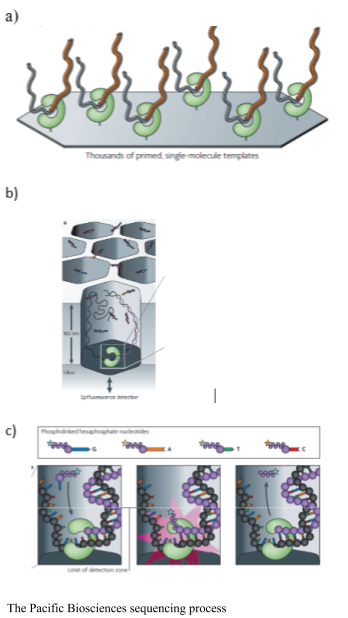 a)
Thousands of primed, single-molecule templates
b)
a
Epifluorescence detection
c)
Phospholinked hexaphosphate nucleotides
G A T C
Limit of detection zone
The Pacific Biosciences sequencing process